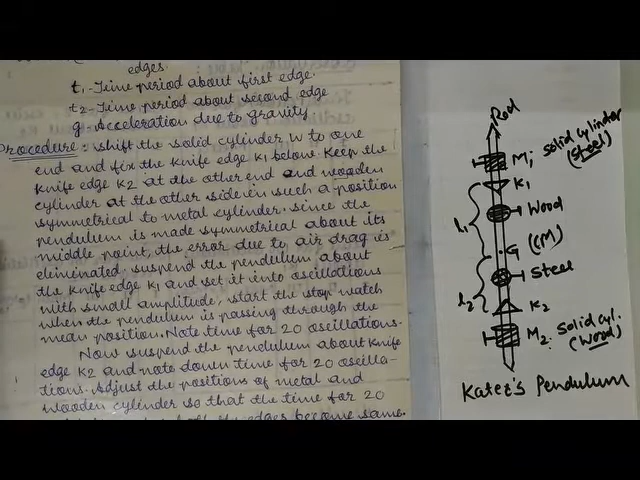 edges.
t1-Time period about first edge.
t2-Time period about second edge
g-Acceleration due to gravity
Procedure: Shift the solid cylinder W to one
end and fix the knife edge K1 below. Keep the
knife edge K2 at the other end and wooden
cylinder at the other side in such a position
symmetrical to metal cylinder. Since the
pendulum is made symmetrical about its
middle point, the error due to air drag is
eliminated, suspend the pendulum about
the knife edge K1 and set it into oscillations
with small amplitude, start the stop watch
when the pendulum is passing through the
mean position. Note time for 20 oscillations.
Now suspend the pendulum about knife
edge K2 and note down time for 20 oscilla-
tions. Adjust the positions of metal and
wooden cylinder so that the time for 20
the edges become same.
Rod
M1; solid cylinder
(Steel)
K1
Wood
l1
G (CM)
Steel
l2
K2
M2: Solid cyl.
(Wood)
Kater's Pendulum